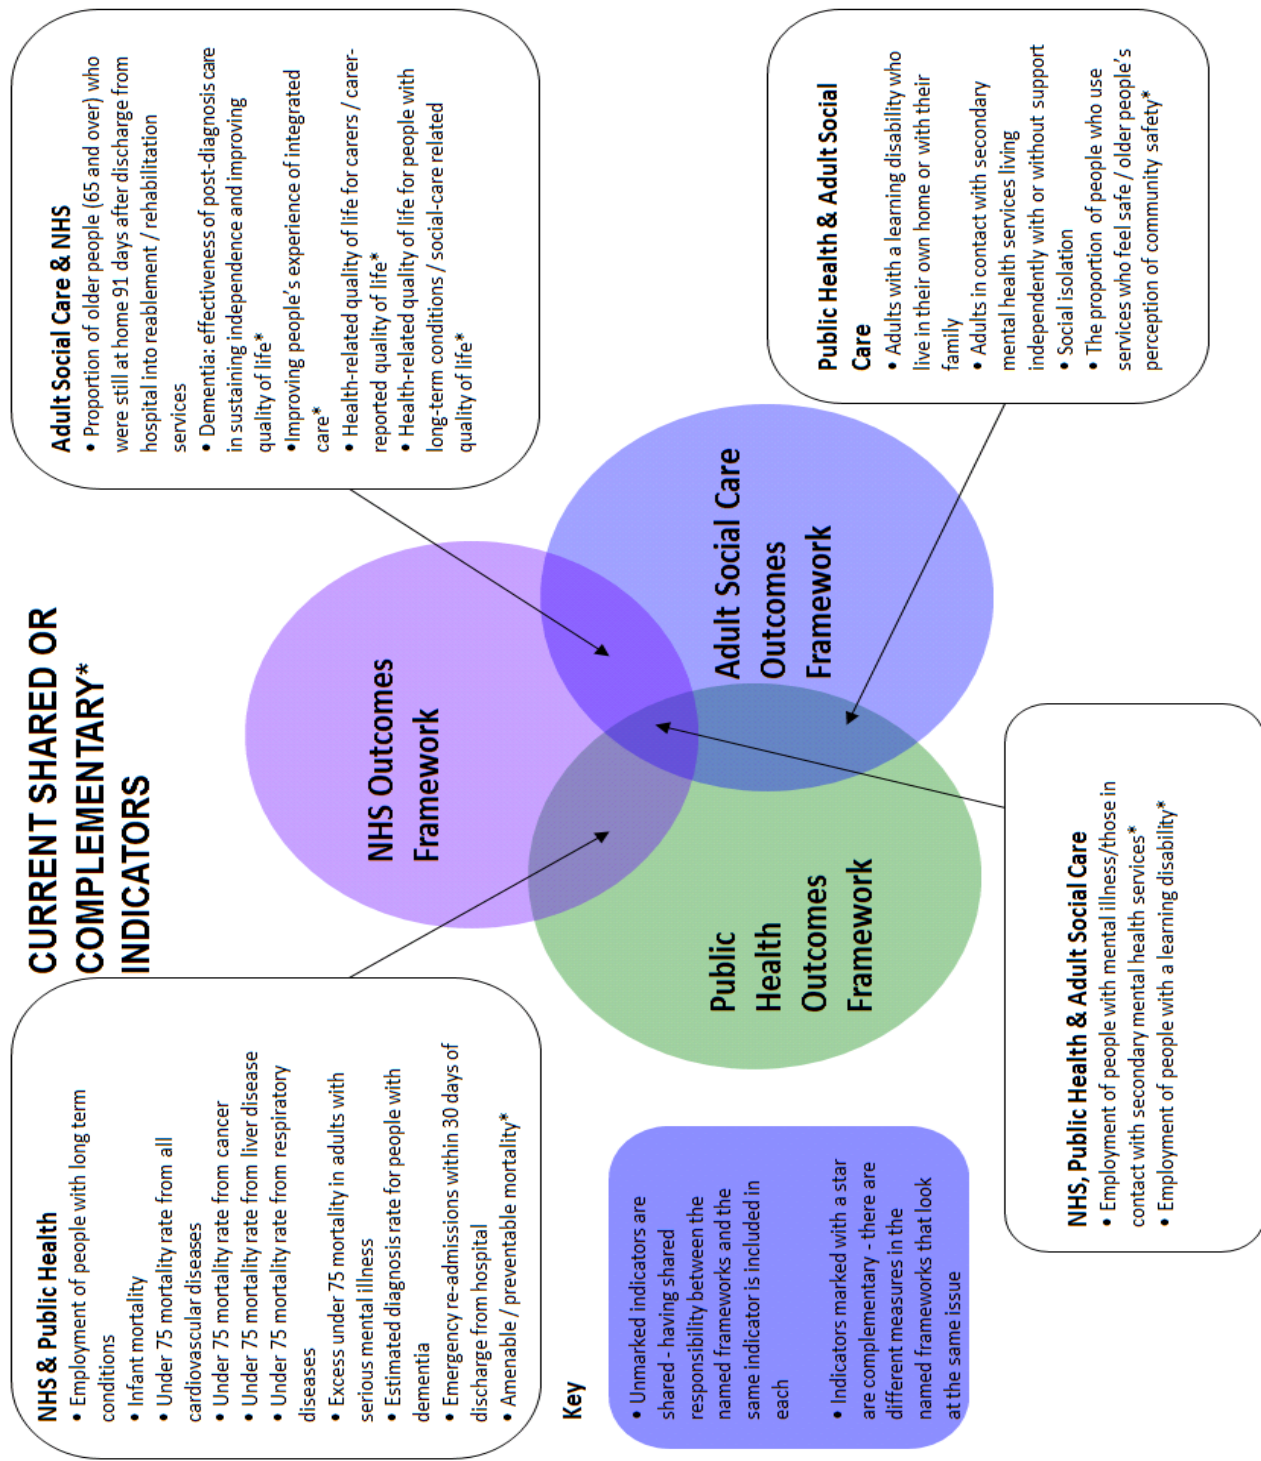 CURRENT SHARED OR
COMPLEMENTARY*
INDICATORS
NHS & Public Health
• Employment of people with long term
conditions
• Infant mortality
• Under 75 mortality rate from all
cardiovascular diseases
• Under 75 mortality rate from cancer
• Under 75 mortality rate from liver disease
• Under 75 mortality rate from respiratory
diseases
• Excess under 75 mortality in adults with
serious mental illness
• Estimated diagnosis rate for people with
dementia
• Emergency re-admissions within 30 days of
discharge from hospital
• Amenable / preventable mortality*
Adult Social Care & NHS
• Proportion of older people (65 and over) who
were still at home 91 days after discharge from
hospital into reablement / rehabilitation
services
• Dementia: effectiveness of post-diagnosis care
in sustaining independence and improving
quality of life*
•Improving people's experience of integrated
care*
• Health-related quality of life for carers / carer-
reported quality of life*
• Health-related quality of life for people with
long-term conditions / social-care related
quality of life*
NHS Outcomes
Framework
Public
Health
Outcomes
Framework
Adult Social Care
Outcomes
Framework
Key
• Unmarked indicators are
shared - having shared
responsibility between the
named frameworks and the
same indicator is included in
each
• Indicators marked with a star
are complementary - there are
different measures in the
named frameworks that look
at the same issue
NHS, Public Health & Adult Social Care
• Employment of people with mental illness/those in
contact with secondary mental health services*
• Employment of people with a learning disability*
Public Health & Adult Social
Care
• Adults with a learning disability who
live in their own home or with their
family
• Adults in contact with secondary
mental health services living
independently with or without support
• Social isolation
• The proportion of people who use
services who feel safe / older people's
perception of community safety*